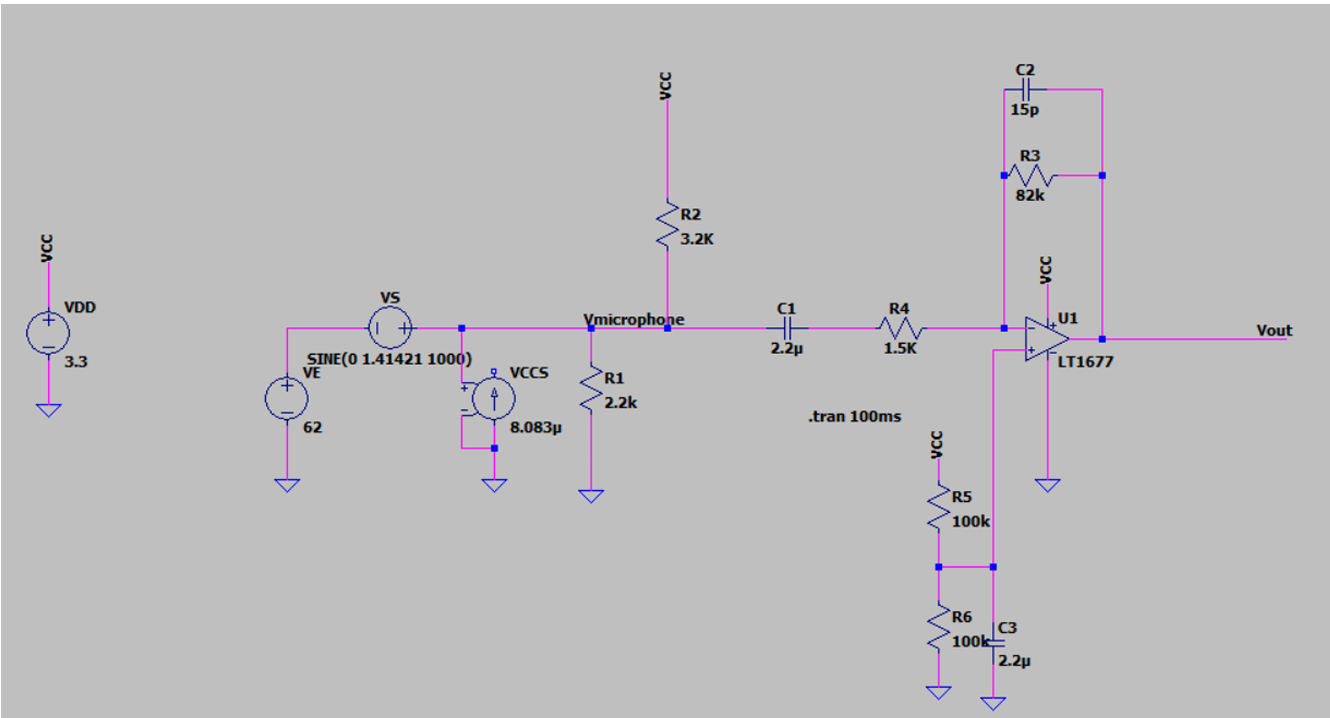 C2
15p
VCC
R3
82k
R2
3.2K
VCC
VCC
VDD
3.3
VS
SINE(0 1.41421 1000)
VE
62
VCCS
8.083µ
Vmicrophone
R1
2.2k
C1
2.2µ
R4
1.5K
U1
LT1677
Vout
.tran 100ms
VCC
R5
100k
R6
100k
C3
2.2µ